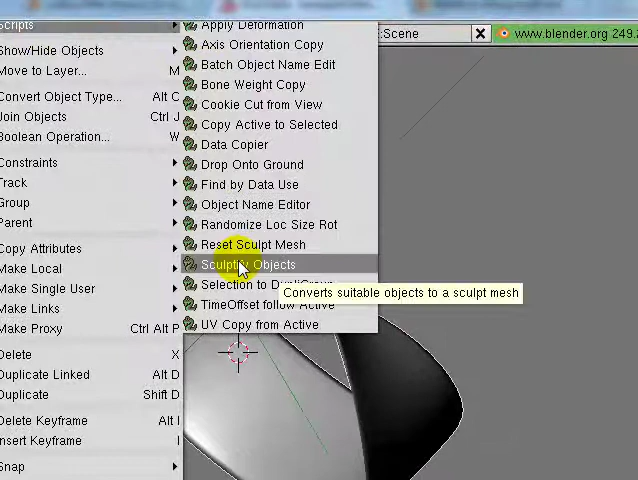 Scripts
Show/Hide Objects
Move to Layer... M
Convert Object Type... Alt C
Join Objects Ctrl J
Boolean Operation... W
Constraints
Track
Group
Parent
Copy Attributes
Make Local
Make Single User
Make Links
Make Proxy Ctrl Alt P
Delete X
Duplicate Linked Alt D
Duplicate Shift D
Delete Keyframe Alt I
Insert Keyframe I
Snap
Apply Deformation
Axis Orientation Copy
Batch Object Name Edit
Bone Weight Copy
Cookie Cut from View
Copy Active to Selected
Data Copier
Drop Onto Ground
Find by Data Use
Object Name Editor
Randomize Loc Size Rot
Reset Sculpt Mesh
Sculptify Objects
Selection to DupliGroup
TimeOffset follow Active
UV Copy from Active
Converts suitable objects to a sculpt mesh
:Scene
www.blender.org 249.